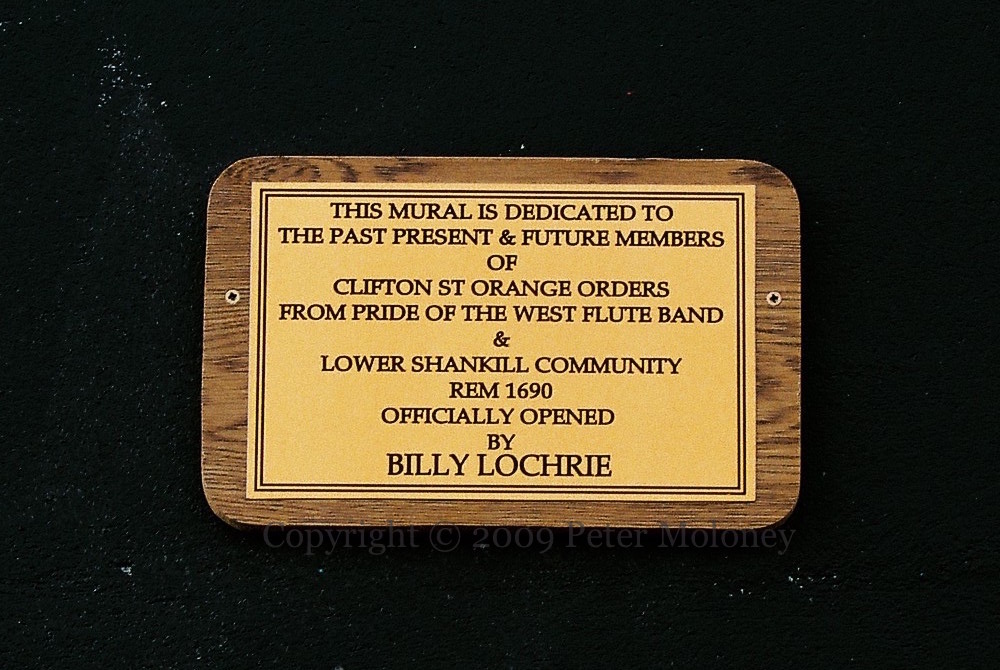 THIS MURAL IS DEDICATED TO
THE PAST PRESENT & FUTURE MEMBERS
OF
CLIFTON ST ORANGE ORDERS
FROM PRIDE OF THE WEST FLUTE BAND
&
LOWER SHANKILL COMMUNITY
REM 1690
OFFICIALLY OPENED
BY
BILLY LOCHRIE
Copyright © 2009 Peter Moloney